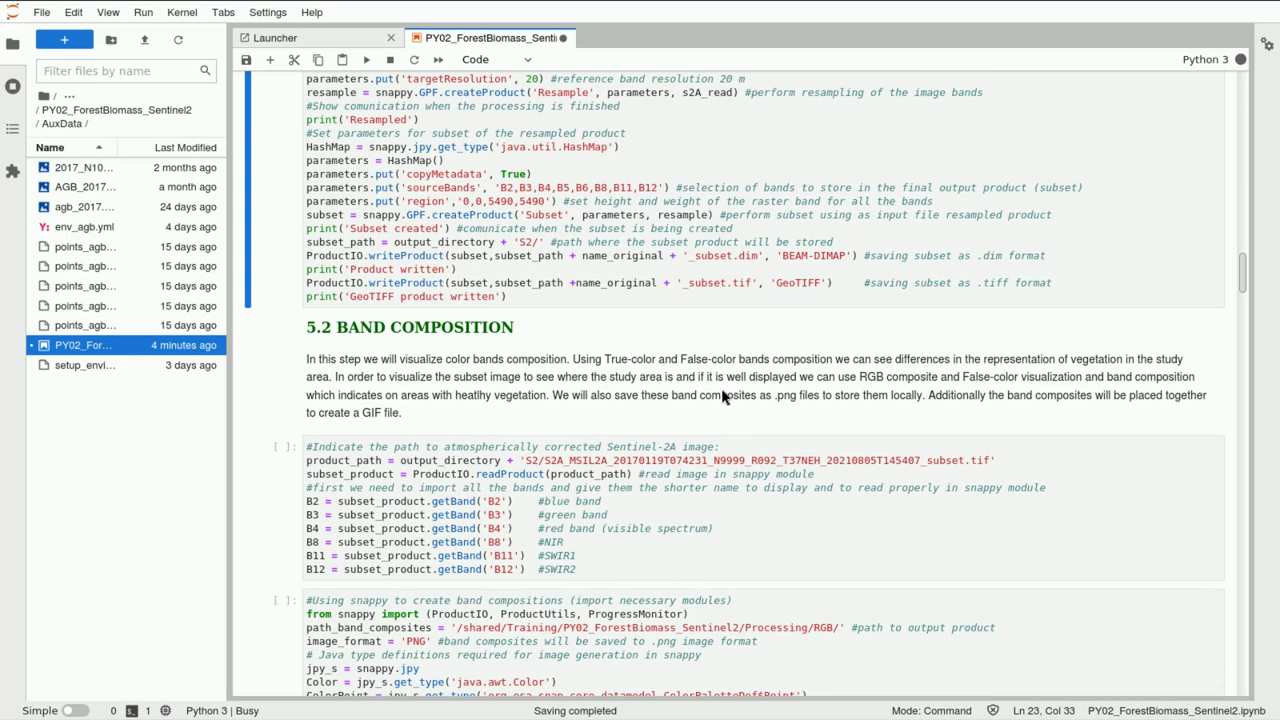 File Edit View Run Kernel Tabs Settings Help
Launcher
PY02_ForestBiomass_Senti
Filter files by name
Code
Python 3
/ ...
/ PY02_ForestBiomass_Sentinel2
/ AuxData /
Name Last Modified
2017_N10... 2 months ago
AGB_2017... a month ago
agb_2017.... 24 days ago
Y: env_agb.yml 4 days ago
points_agb... 15 days ago
points_agb... 15 days ago
points_agb... 15 days ago
points_agb... 15 days ago
points_agb... 15 days ago
PY02_For... 4 minutes ago
setup_envi... 3 days ago
parameters.put('targetResolution', 20) #reference band resolution 20 m
resample = snappy.GPF.createProduct('Resample', parameters, s2A_read) #perform resampling of the image bands
#Show comunication when the processing is finished
print('Resampled')
#Set parameters for subset of the resampled product
HashMap = snappy.jpy.get_type('java.util.HashMap')
parameters = HashMap()
parameters.put('copyMetadata', True)
parameters.put('sourceBands', 'B2,B3,B4,B5,B6,B8,B11,B12') #selection of bands to store in the final output product (subset)
parameters.put('region','0,0,5490,5490') #set height and weight of the raster band for all the bands
subset = snappy.GPF.createProduct('Subset', parameters, resample) #perform subset using as input file resampled product
print('Subset created') #comunicate when the subset is being created
subset_path = output_directory + 'S2/' #path where the subset product will be stored
ProductIO.writeProduct(subset,subset_path + name_original + '_subset.dim', 'BEAM-DIMAP') #saving subset as .dim format
print('Product written')
ProductIO.writeProduct(subset,subset_path +name_original + '_subset.tif', 'GeoTIFF') #saving subset as .tiff format
print('GeoTIFF product written')
5.2 BAND COMPOSITION
In this step we will visualize color bands composition. Using True-color and False-color bands composition we can see differences in the representation of vegetation in the study
area. In order to visualize the subset image to see where the study area is and if it is well displayed we can use RGB composite and False-color visualization and band composition
which indicates on areas with heatlhy vegetation. We will also save these band composites as .png files to store them locally. Additionally the band composites will be placed together
to create a GIF file.
[ ]: #Indicate the path to atmospherically corrected Sentinel-2A image:
product_path = output_directory + 'S2/S2A_MSIL2A_20170119T074231_N9999_R092_T37NEH_20210805T145407_subset.tif'
subset_product = ProductIO.readProduct(product_path) #read image in snappy module
#first we need to import all the bands and give them the shorter name to display and to read properly in snappy module
B2 = subset_product.getBand('B2') #blue band
B3 = subset_product.getBand('B3') #green band
B4 = subset_product.getBand('B4') #red band (visible spectrum)
B8 = subset_product.getBand('B8') #NIR
B11 = subset_product.getBand('B11') #SWIR1
B12 = subset_product.getBand('B12') #SWIR2
[ ]: #Using snappy to create band compositions (import necessary modules)
from snappy import (ProductIO, ProductUtils, ProgressMonitor)
path_band_composites = '/shared/Training/PY02_ForestBiomass_Sentinel2/Processing/RGB/' #path to output product
image_format = 'PNG' #band composites will be saved to .png image format
# Java type definitions required for image generation in snappy
jpy_s = snappy.jpy
Color = jpy_s.get_type('java.awt.Color')
ColorPoint = jpy_s.get_type('org.esa.snap.core.datamodel.ColorPaletteDef$Point')
Simple 0 1 Python 3 | Busy Saving completed Mode: Command Ln 23, Col 33 PY02_ForestBiomass_Sentinel2.ipynb